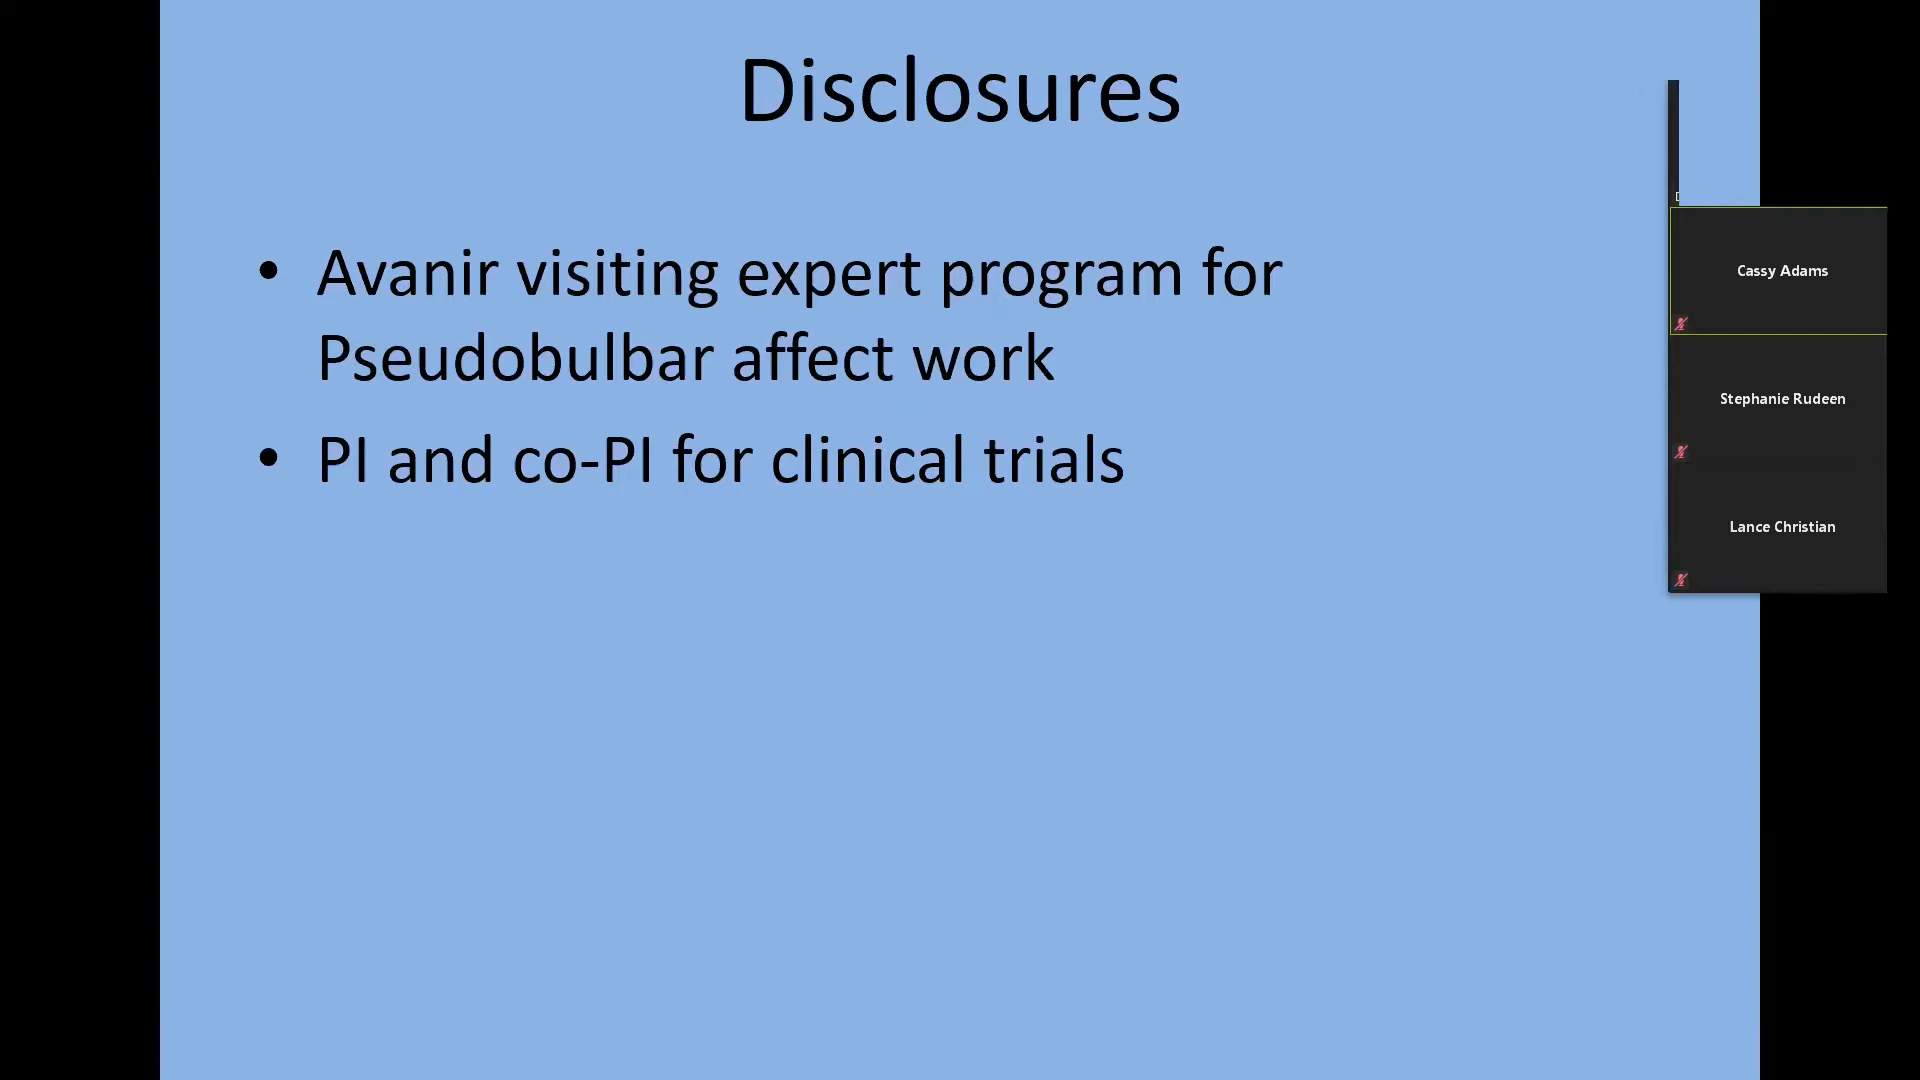 Disclosures
• Avanir visiting expert program for
Pseudobulbar affect work
• PI and co-PI for clinical trials
Cassy Adams
Stephanie Rudeen
Lance Christian